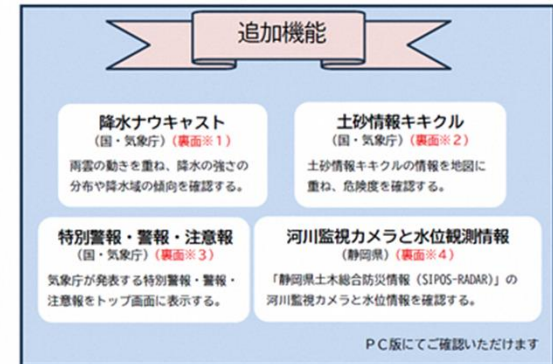 追加機能
降水ナウキャスト
(国・気象庁)(裏面※1)
雨雲の動きを重ね、降水の強さの
分布や降水域の傾向を確認する。
土砂情報キキクル
(国・気象庁)(裏面※2)
土砂情報キキクルの情報を地図に
重ね、危険度を確認する。
特別警報・警報・注意報
(国・気象庁)(裏面※3)
気象庁が発表する特別警報・警報・
注意報をトップ画面に表示する。
河川監視カメラと水位観測情報
(静岡県)(裏面※4)
「静岡県土木総合防災情報(SIPOS-RADAR)」の
河川監視カメラと水位情報を確認する。
PC版にてご確認いただけます